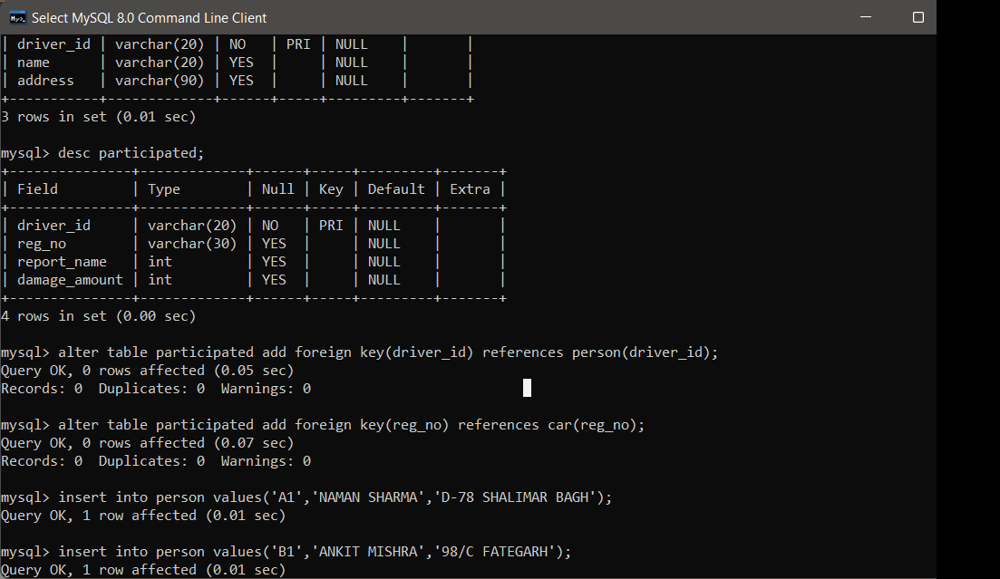 Select MySQL 8.0 Command Line Client
| driver_id | varchar(20) | NO   | PRI | NULL    |       |
| name      | varchar(20) | YES  |     | NULL    |       |
| address   | varchar(90) | YES  |     | NULL    |       |
+-----------+-------------+------+-----+---------+-------+
3 rows in set (0.01 sec)
mysql> desc participated;
+---------------+-------------+------+-----+---------+-------+
| Field         | Type        | Null | Key | Default | Extra |
+---------------+-------------+------+-----+---------+-------+
| driver_id     | varchar(20) | NO   | PRI | NULL    |       |
| reg_no        | varchar(30) | YES  |     | NULL    |       |
| report_name   | int         | YES  |     | NULL    |       |
| damage_amount | int         | YES  |     | NULL    |       |
+---------------+-------------+------+-----+---------+-------+
4 rows in set (0.00 sec)
mysql> alter table participated add foreign key(driver_id) references person(driver_id);
Query OK, 0 rows affected (0.05 sec)
Records: 0  Duplicates: 0  Warnings: 0
mysql> alter table participated add foreign key(reg_no) references car(reg_no);
Query OK, 0 rows affected (0.07 sec)
Records: 0  Duplicates: 0  Warnings: 0
mysql> insert into person values('A1','NAMAN SHARMA','D-78 SHALIMAR BAGH');
Query OK, 1 row affected (0.01 sec)
mysql> insert into person values('B1','ANKIT MISHRA','98/C FATEGARH');
Query OK, 1 row affected (0.01 sec)